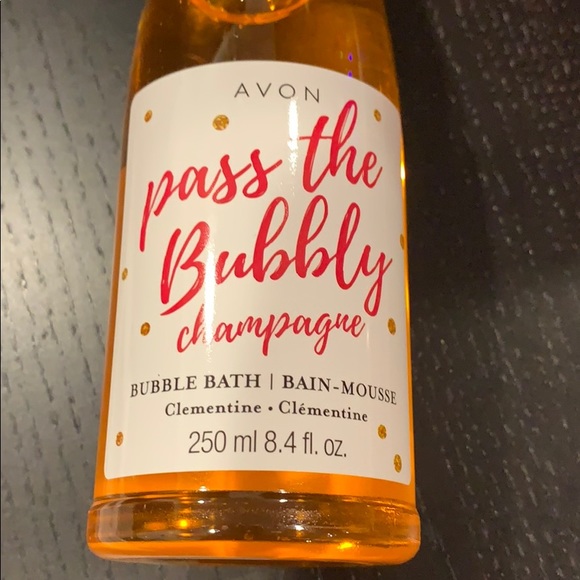 AVON
pass the
Bubbly
champagne
BUBBLE BATH | BAIN-MOUSSE
Clementine • Clémentine
250 ml 8.4 fl. oz.